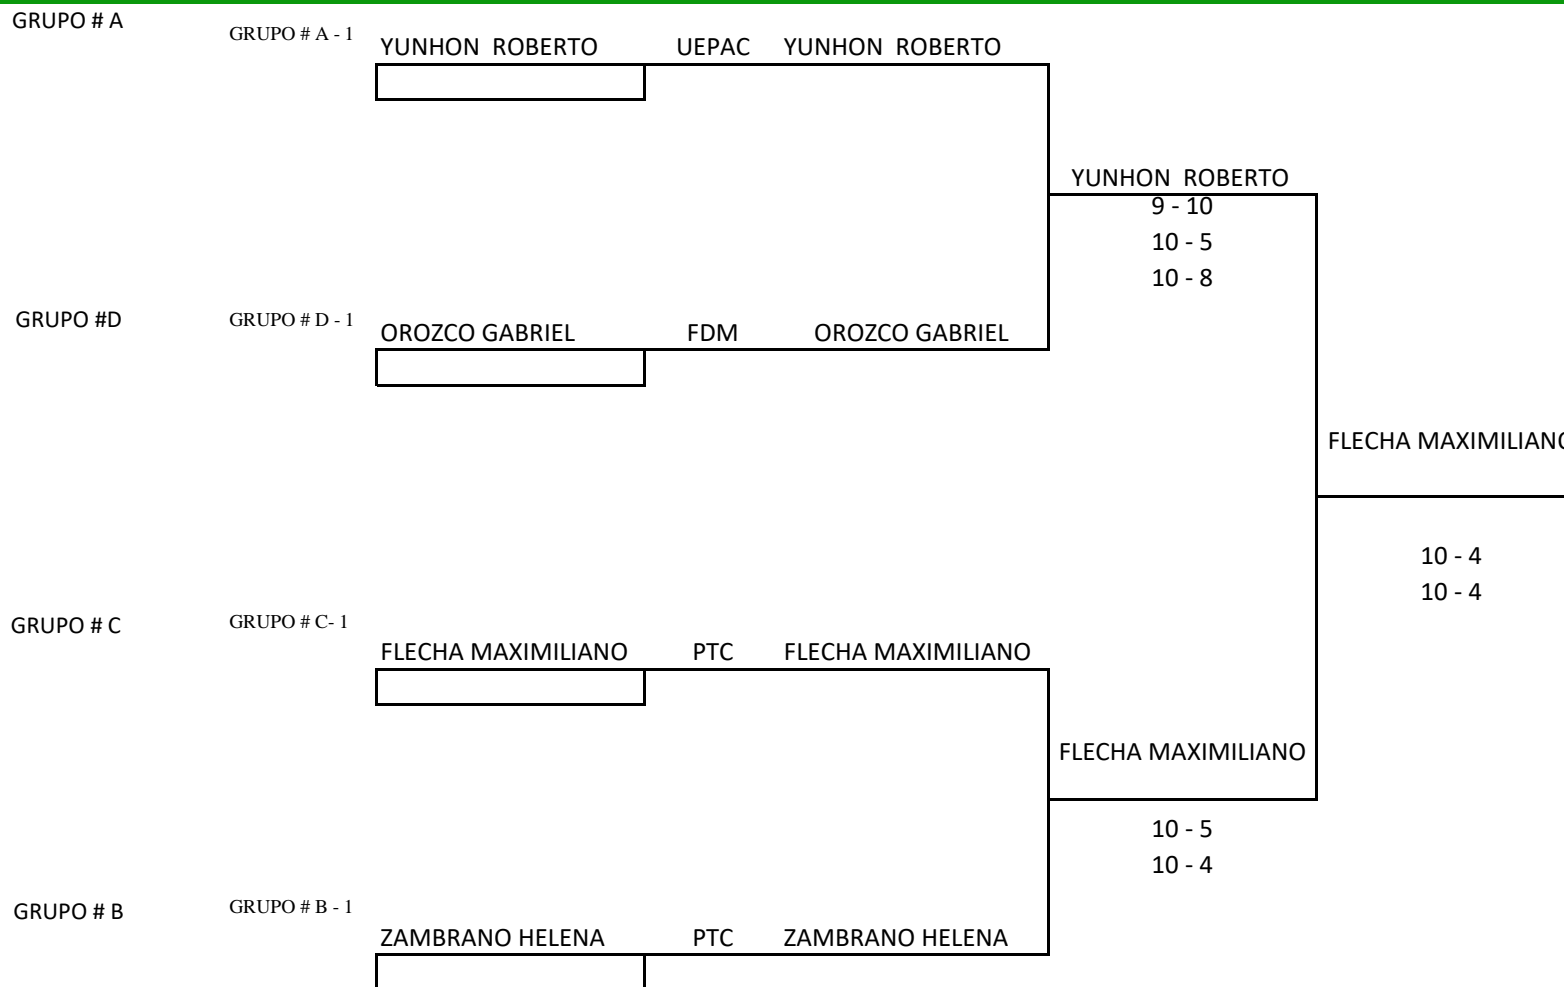 GRUPO # A
GRUPO # A - 1
YUNHON  ROBERTO UEPAC YUNHON  ROBERTO
YUNHON  ROBERTO
9 - 10
10 - 5
10 - 8
GRUPO #D
GRUPO # D - 1
OROZCO GABRIEL FDM OROZCO GABRIEL
FLECHA MAXIMILIANO
10 - 4
10 - 4
GRUPO # C
GRUPO # C- 1
FLECHA MAXIMILIANO PTC FLECHA MAXIMILIANO
FLECHA MAXIMILIANO
10 - 5
10 - 4
GRUPO # B
GRUPO # B - 1
ZAMBRANO HELENA PTC ZAMBRANO HELENA